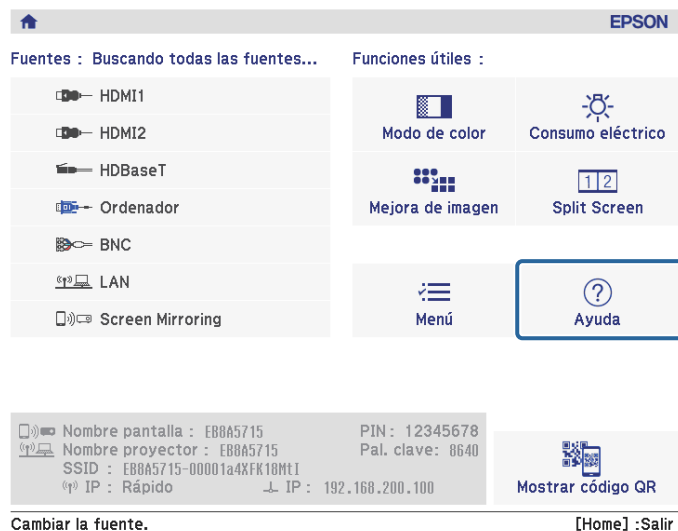 EPSON
Fuentes : Buscando todas las fuentes...
HDMI1
HDMI2
HDBaseT
Ordenador
BNC
LAN
Screen Mirroring
Funciones útiles :
Modo de color
Consumo eléctrico
Mejora de imagen
1 2
Split Screen
Menú
?
Ayuda
Nombre pantalla : EB8A5715
PIN : 12345678
Nombre proyector : EB8A5715
Pal. clave: 8640
SSID : EB8A5715-00001a4XFK18MtI
IP : Rápido
IP : 192.168.200.100
Mostrar código QR
Cambiar la fuente.
[Home] :Salir